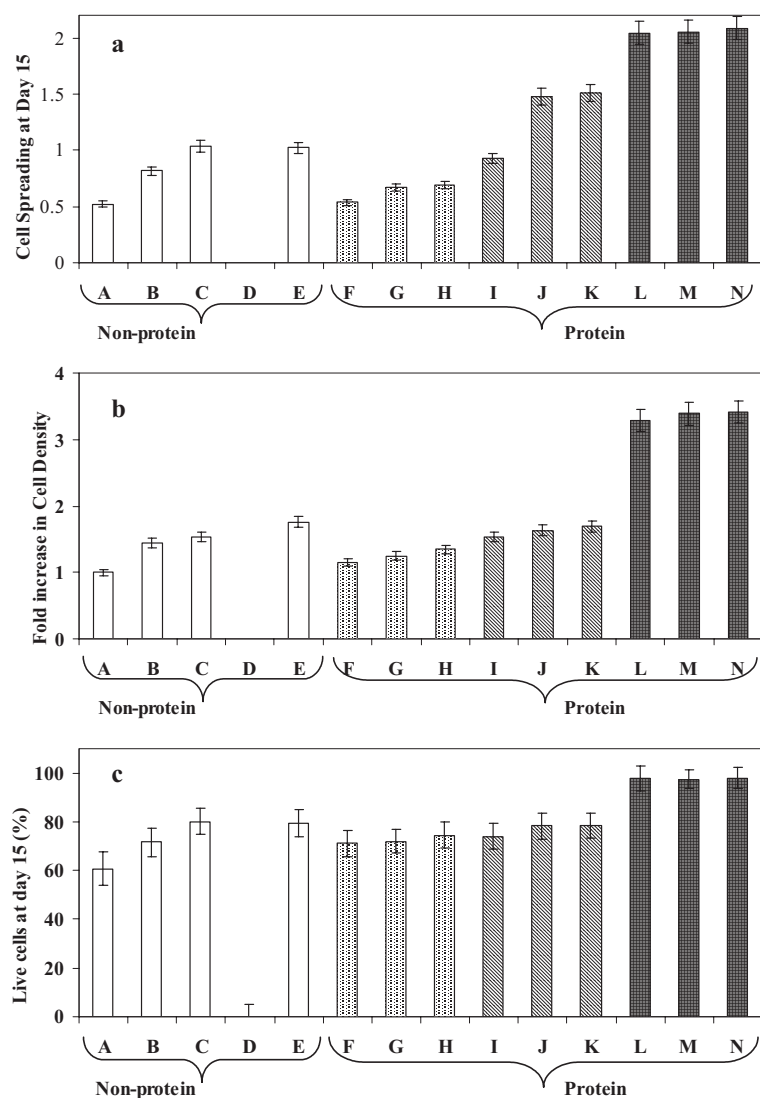 a
Cell Spreading at Day 15
2
1.5
1
0.5
0
A B C D E F G H I J K L M N
Non-protein Protein
b
Fold increase in Cell Density
4
3
2
1
0
A B C D E F G H I J K L M N
Non-protein Protein
c
Live cells at day 15 (%)
100
80
60
40
20
0
A B C D E F G H I J K L M N
Non-protein Protein